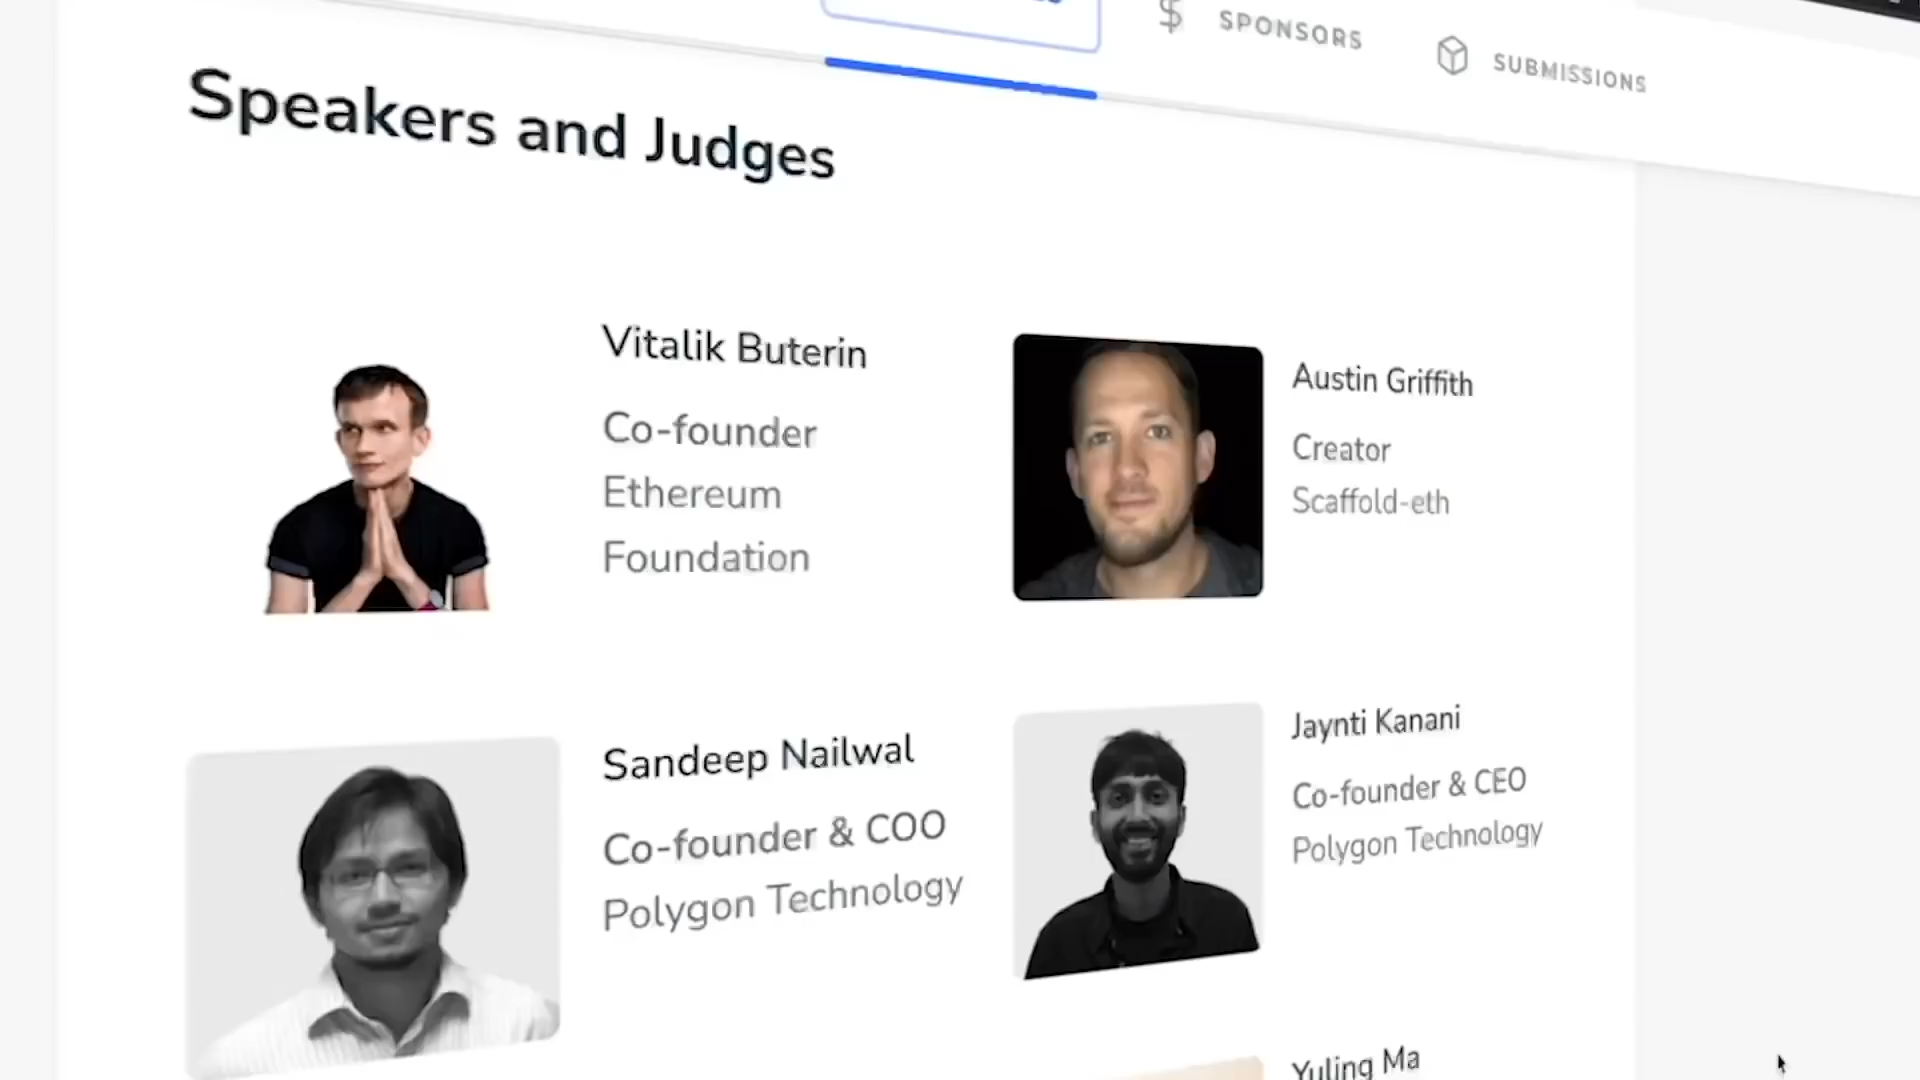 SPONSORS
SUBMISSIONS
Speakers and Judges
Vitalik Buterin
Co-founder
Ethereum
Foundation
Austin Griffith
Creator
Scaffold-eth
Sandeep Nailwal
Co-founder & COO
Polygon Technology
Jaynti Kanani
Co-founder & CEO
Polygon Technology
Yuling Ma